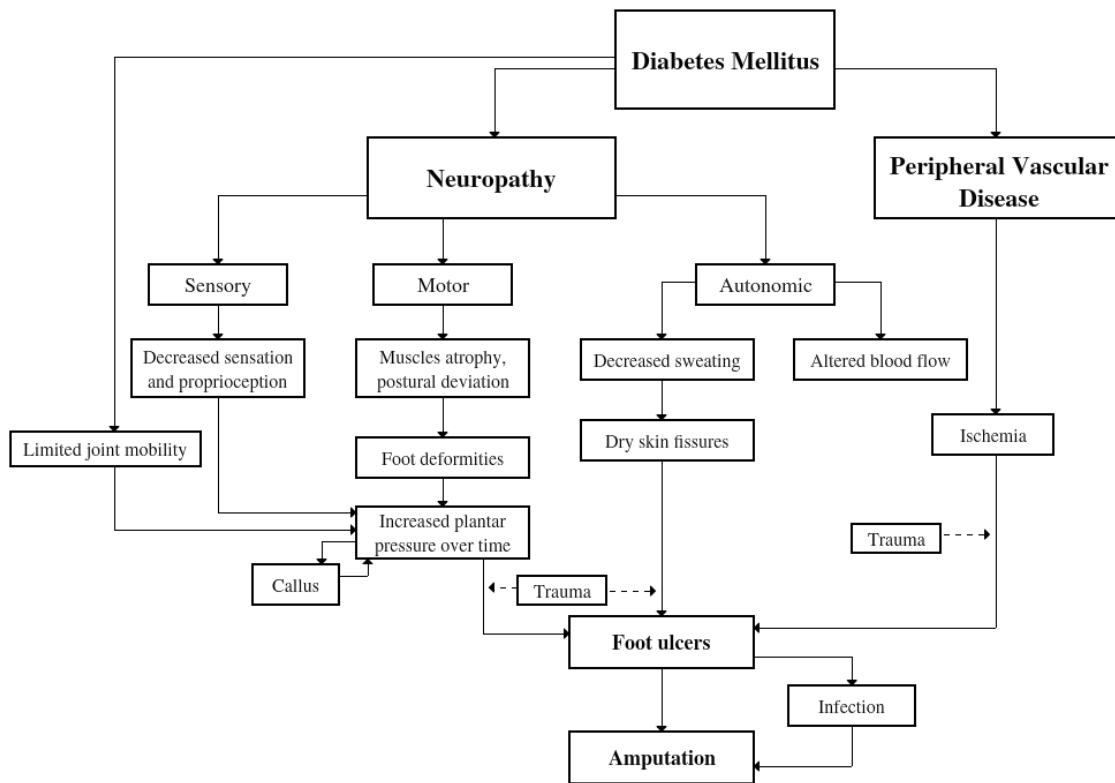 Diabetes Mellitus
Neuropathy
Peripheral Vascular
Disease
Sensory
Motor
Autonomic
Decreased sensation
and proprioception
Muscles atrophy,
postural deviation
Decreased sweating
Altered blood flow
Limited joint mobility
Foot deformities
Dry skin fissures
Ischemia
Increased plantar
pressure over time
Trauma
Callus
Trauma
Foot ulcers
Infection
Amputation